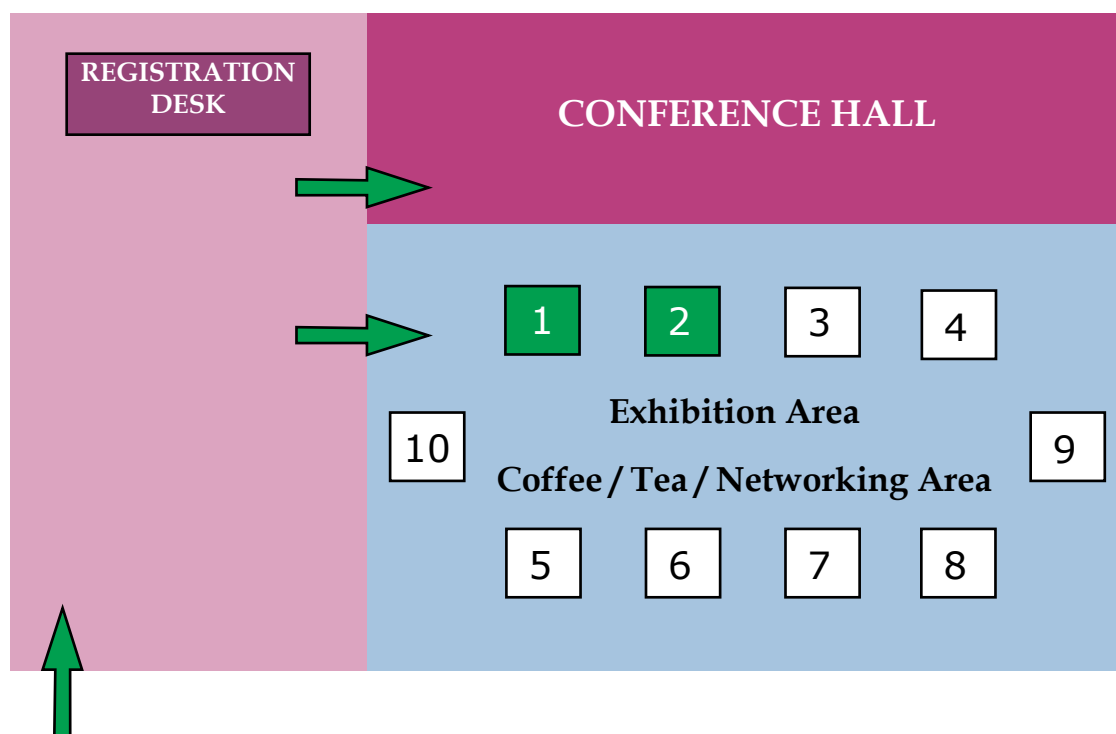 REGISTRATION
DESK
CONFERENCE HALL
1
2
3
4
Exhibition Area
10
9
Coffee / Tea / Networking Area
5
6
7
8